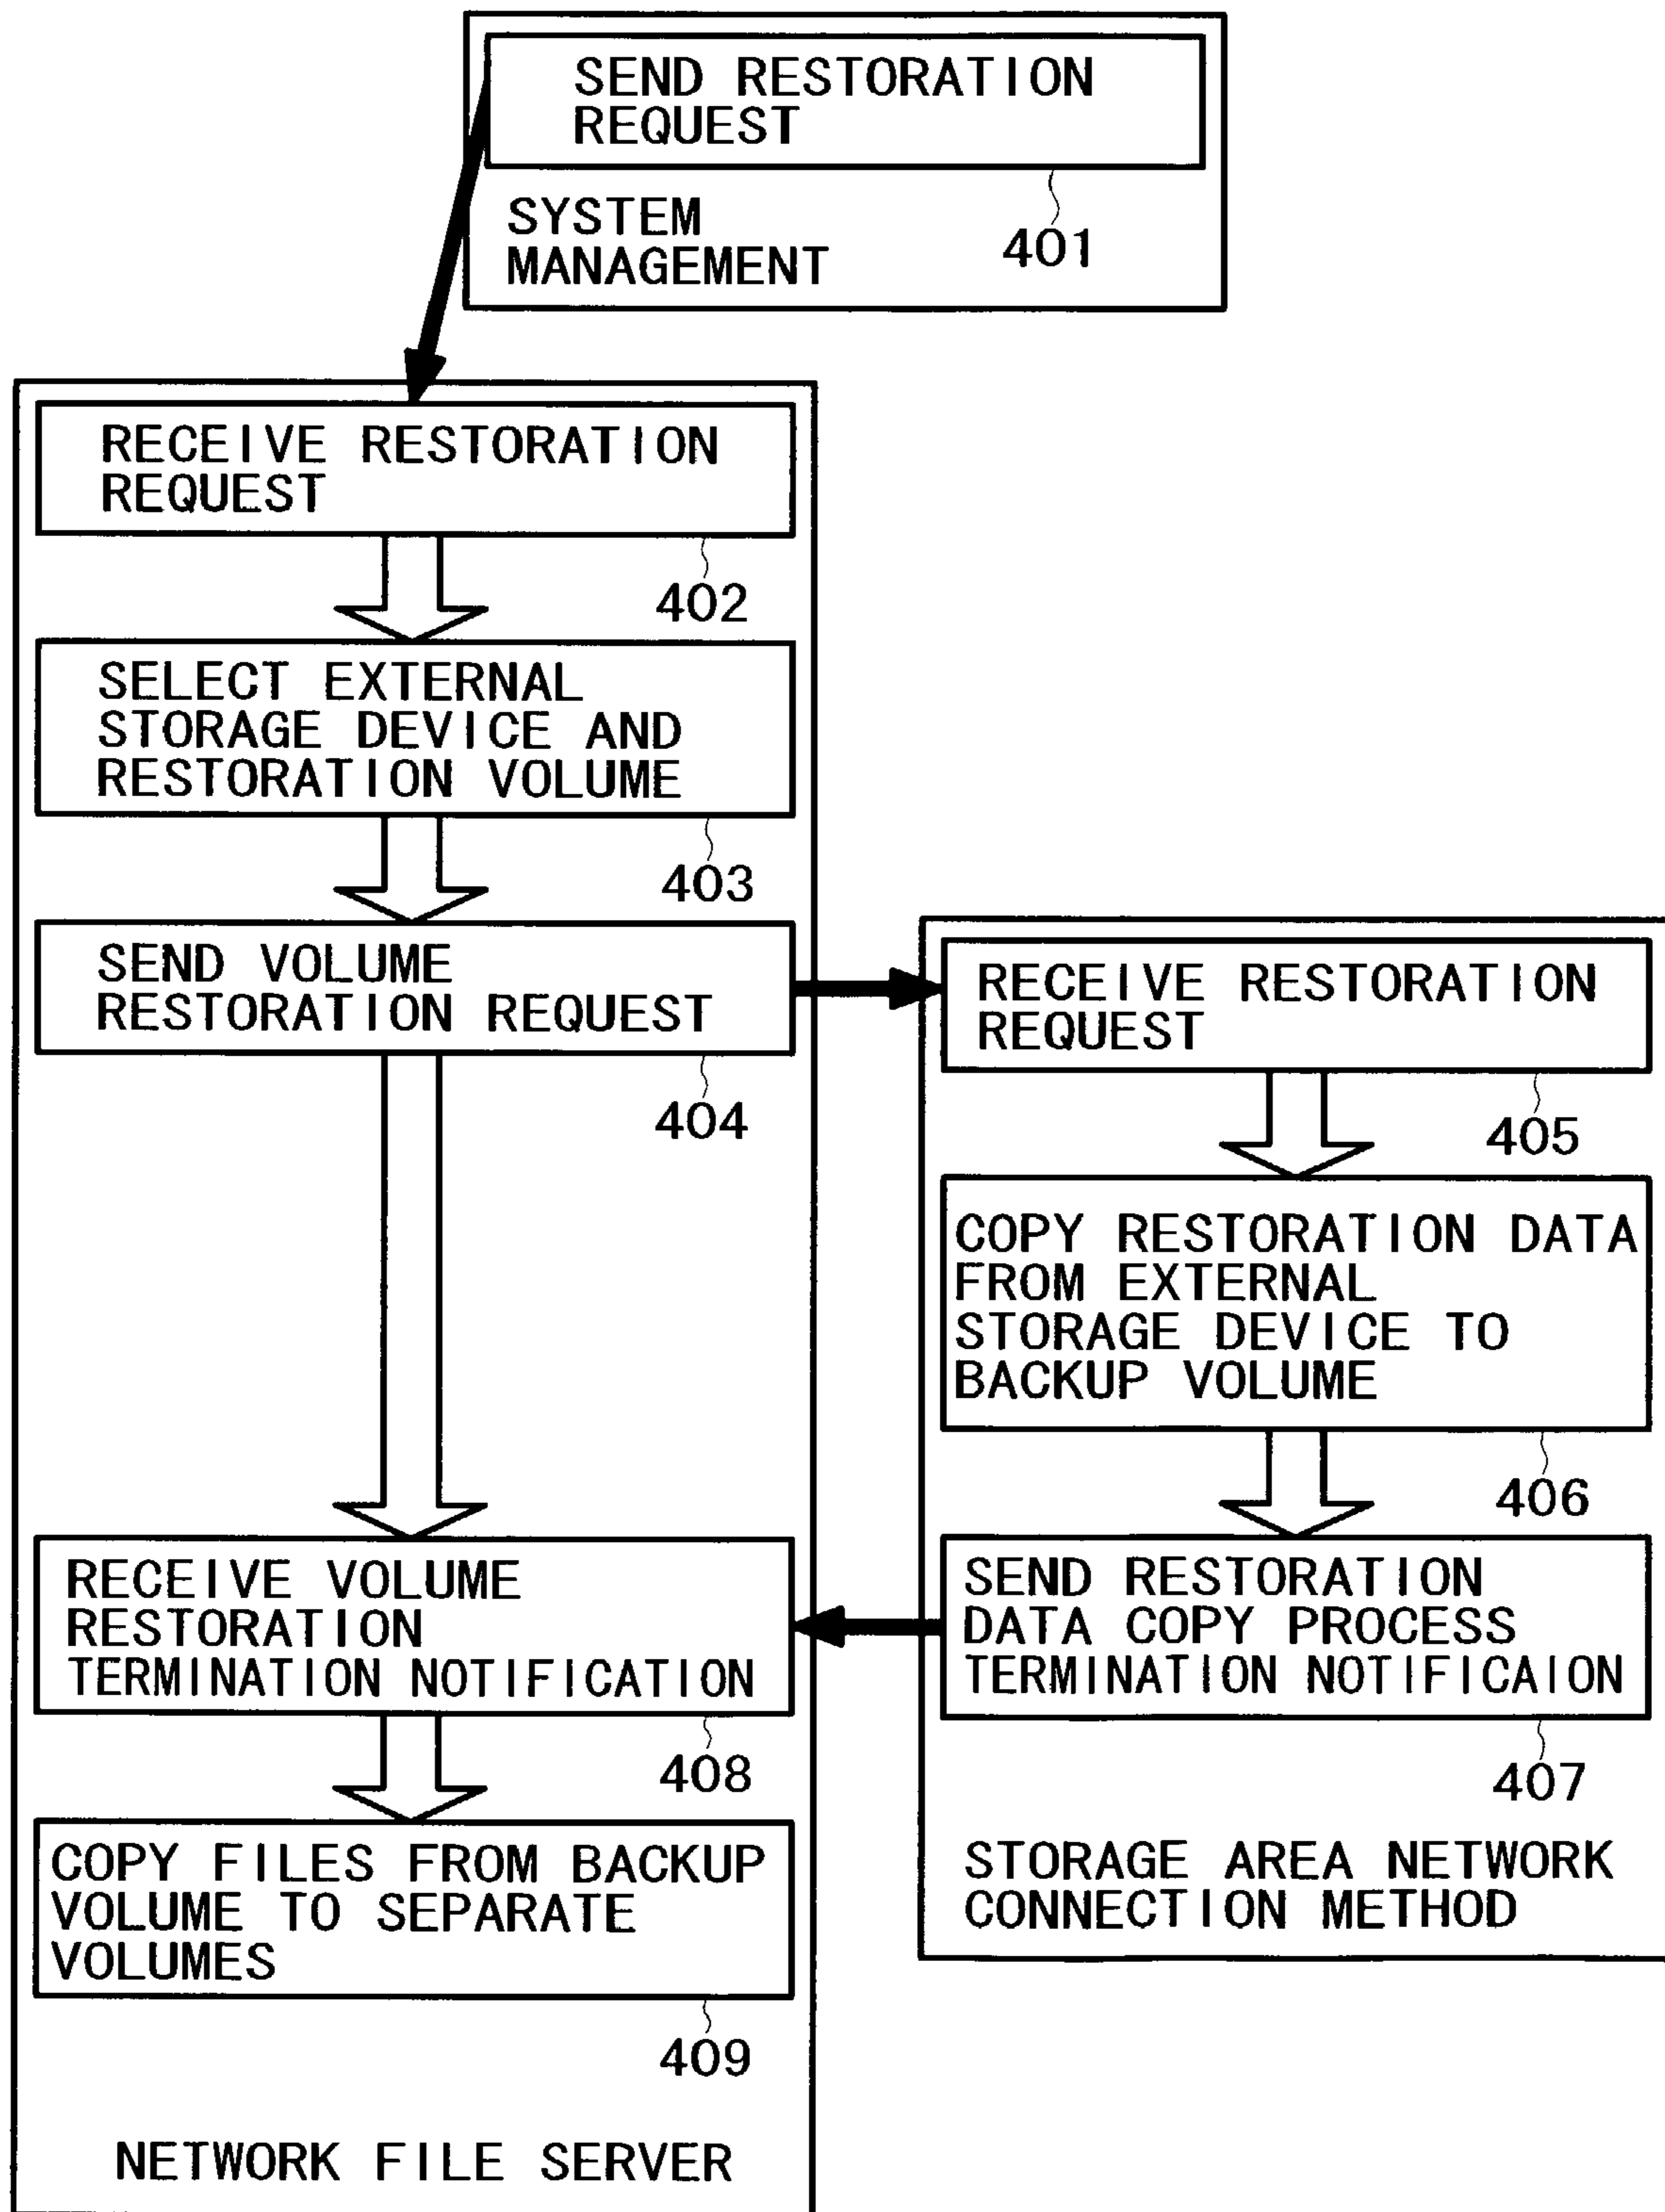 SEND RESTORATION
REQUEST
SYSTEM
MANAGEMENT
401
RECEIVE RESTORATION
REQUEST
402
SELECT EXTERNAL
STORAGE DEVICE AND
RESTORATION VOLUME
403
SEND VOLUME
RESTORATION REQUEST
404
RECEIVE RESTORATION
REQUEST
405
COPY RESTORATION DATA
FROM EXTERNAL
STORAGE DEVICE TO
BACKUP VOLUME
406
SEND RESTORATION
DATA COPY PROCESS
TERMINATION NOTIFICAION
407
RECEIVE VOLUME
RESTORATION
TERMINATION NOTIFICATION
408
COPY FILES FROM BACKUP
VOLUME TO SEPARATE
VOLUMES
409
STORAGE AREA NETWORK
CONNECTION METHOD
NETWORK FILE SERVER